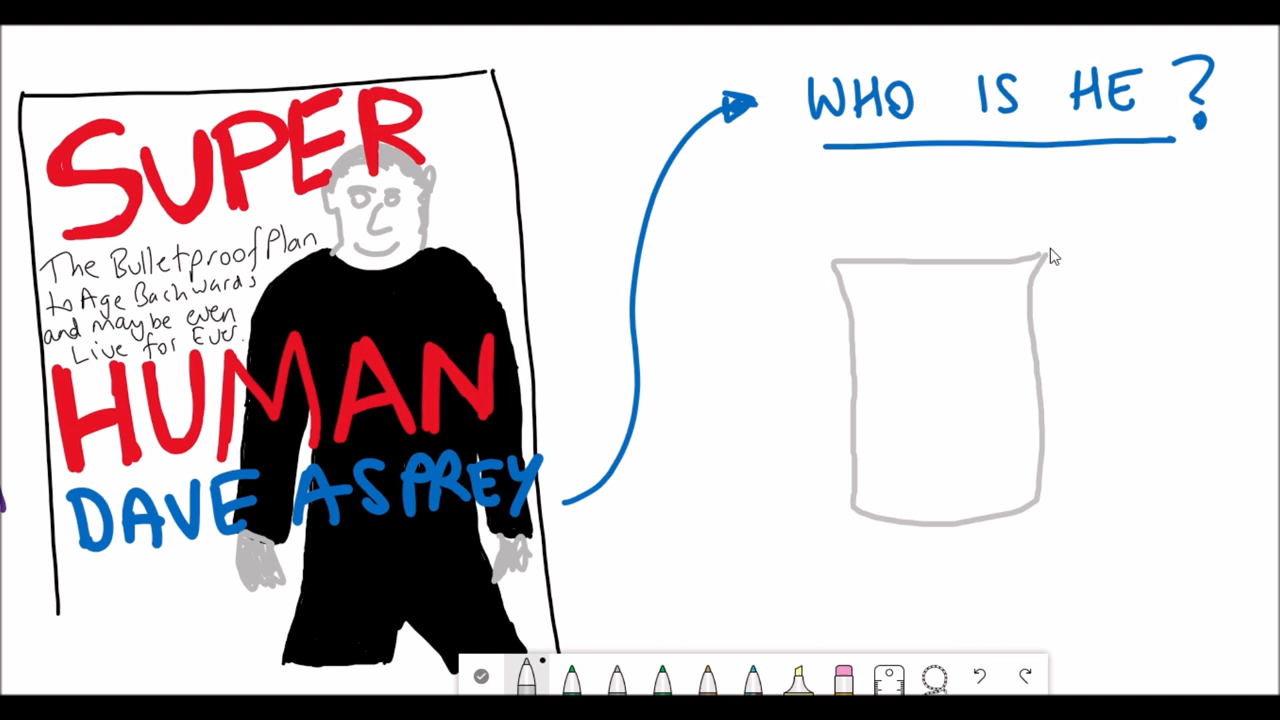 SUPER
The Bulletproof Plan
to Age Backwards
and maybe even
Live for Ever.
HUMAN
DAVE ASPREY
WHO IS HE?